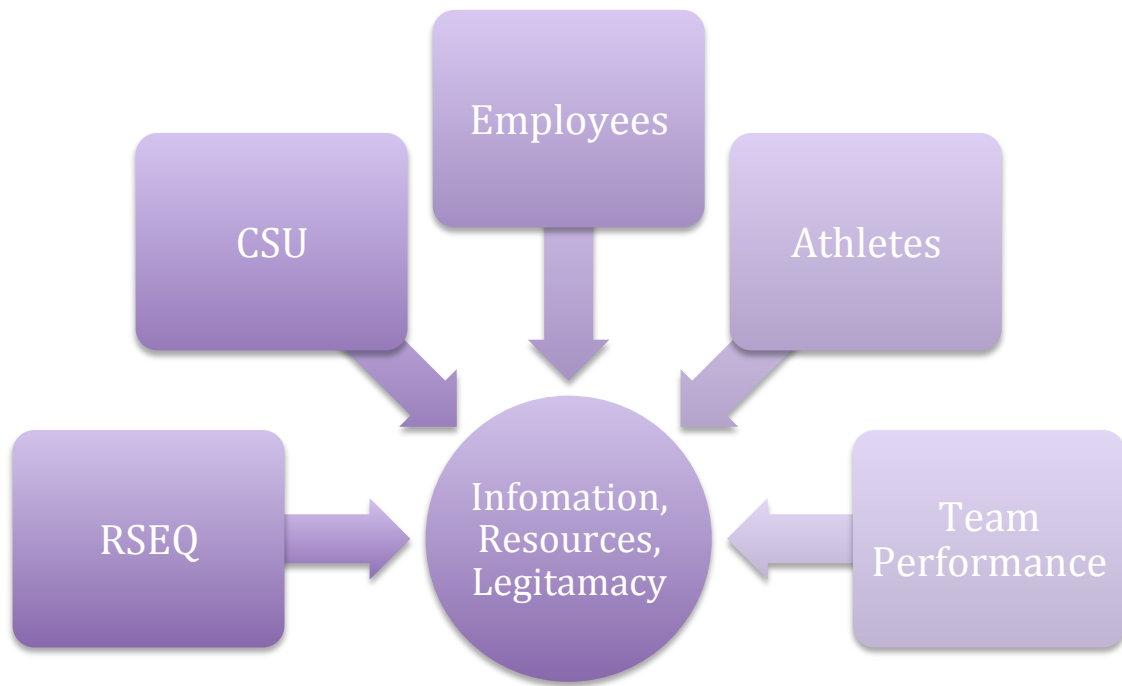 Employees
CSU
Athletes
RSEQ
Infomation,
Resources,
Legitamacy
Team
Performance